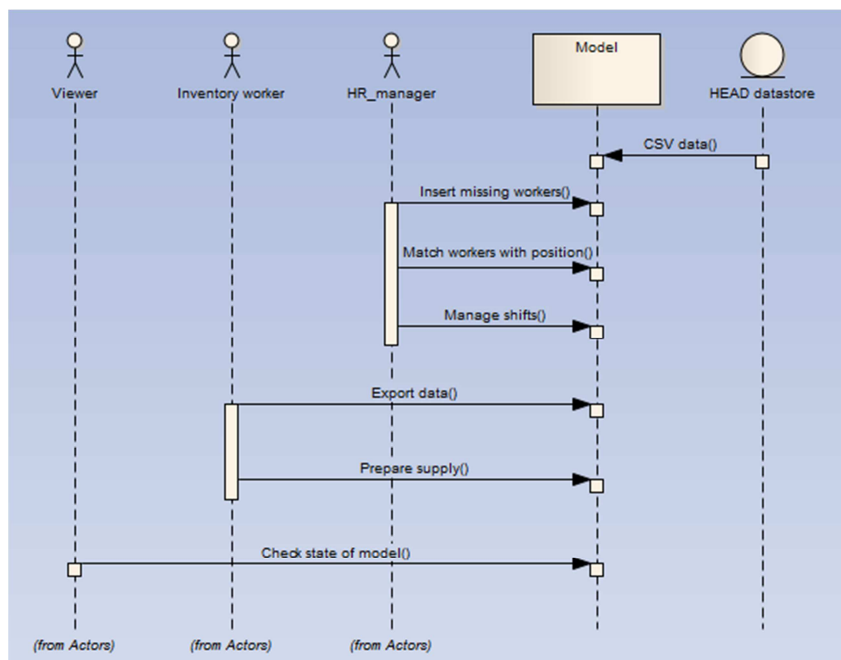 Model
Viewer
Inventory worker
HR_manager
HEAD datastore
CSV data()
Insert missing workers()
Match workers with position()
Manage shifts()
Export data()
Prepare supply()
Check state of model()
(from Actors)
(from Actors)
(from Actors)